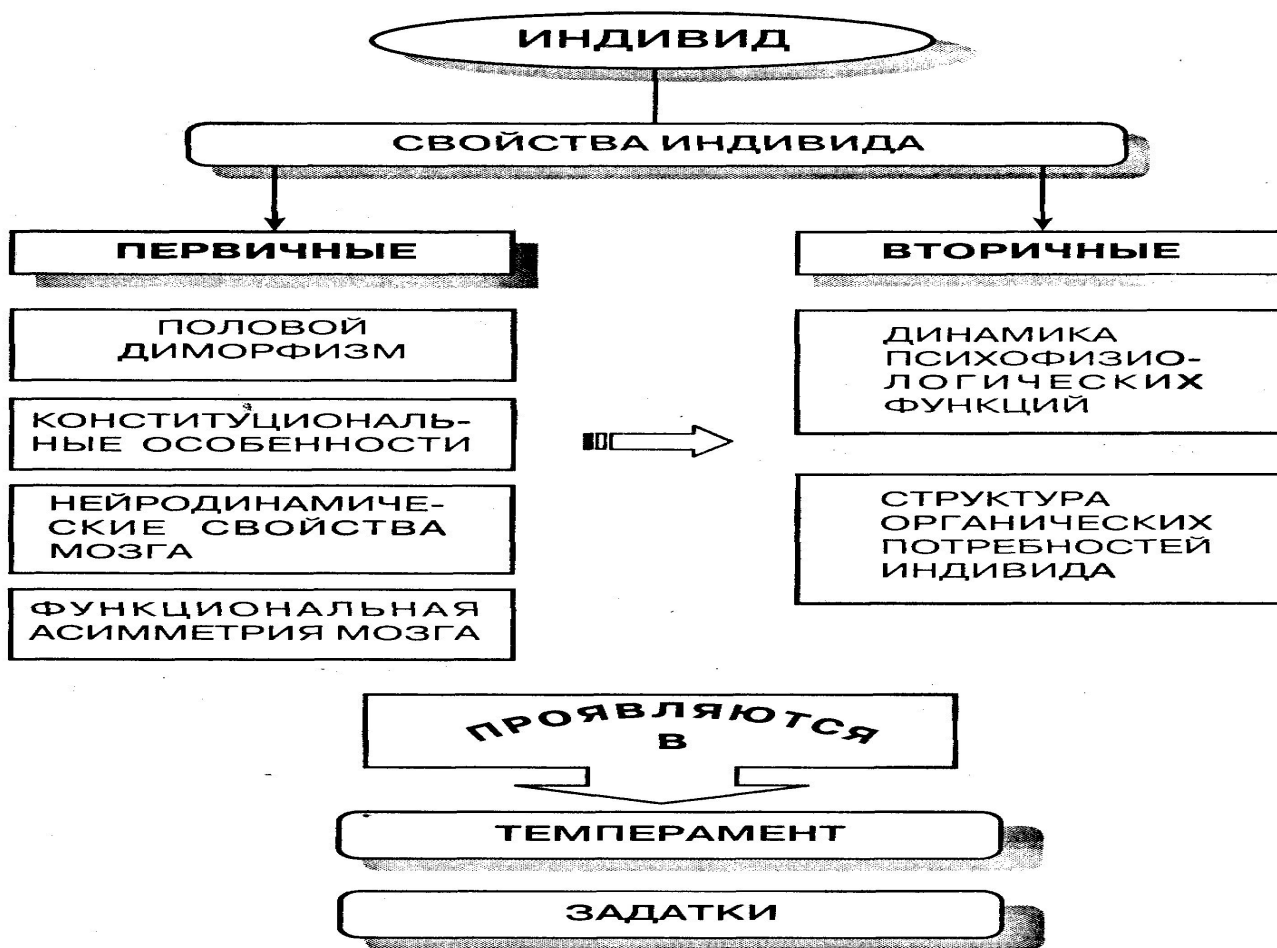 ИНДИВИД
СВОЙСТВА ИНДИВИДА
ПЕРВИЧНЫЕ
ПОЛОВОЙ
ДИМОРФИЗМ
КОНСТИТУЦИОНАЛЬ-
НЫЕ ОСОБЕННОСТИ
НЕЙРОДИНАМИЧЕ-
СКИЕ СВОЙСТВА
МОЗГА
ФУНКЦИОНАЛЬНАЯ
АСИММЕТРИЯ МОЗГА
ВТОРИЧНЫЕ
ДИНАМИКА
ПСИХОФИЗИО-
ЛОГИЧЕСКИХ
ФУНКЦИЙ
СТРУКТУРА
ОРГАНИЧЕСКИХ
ПОТРЕБНОСТЕЙ
ИНДИВИДА
ПРОЯВЛЯЮТСЯ
В
ТЕМПЕРАМЕНТ
ЗАДАТКИ